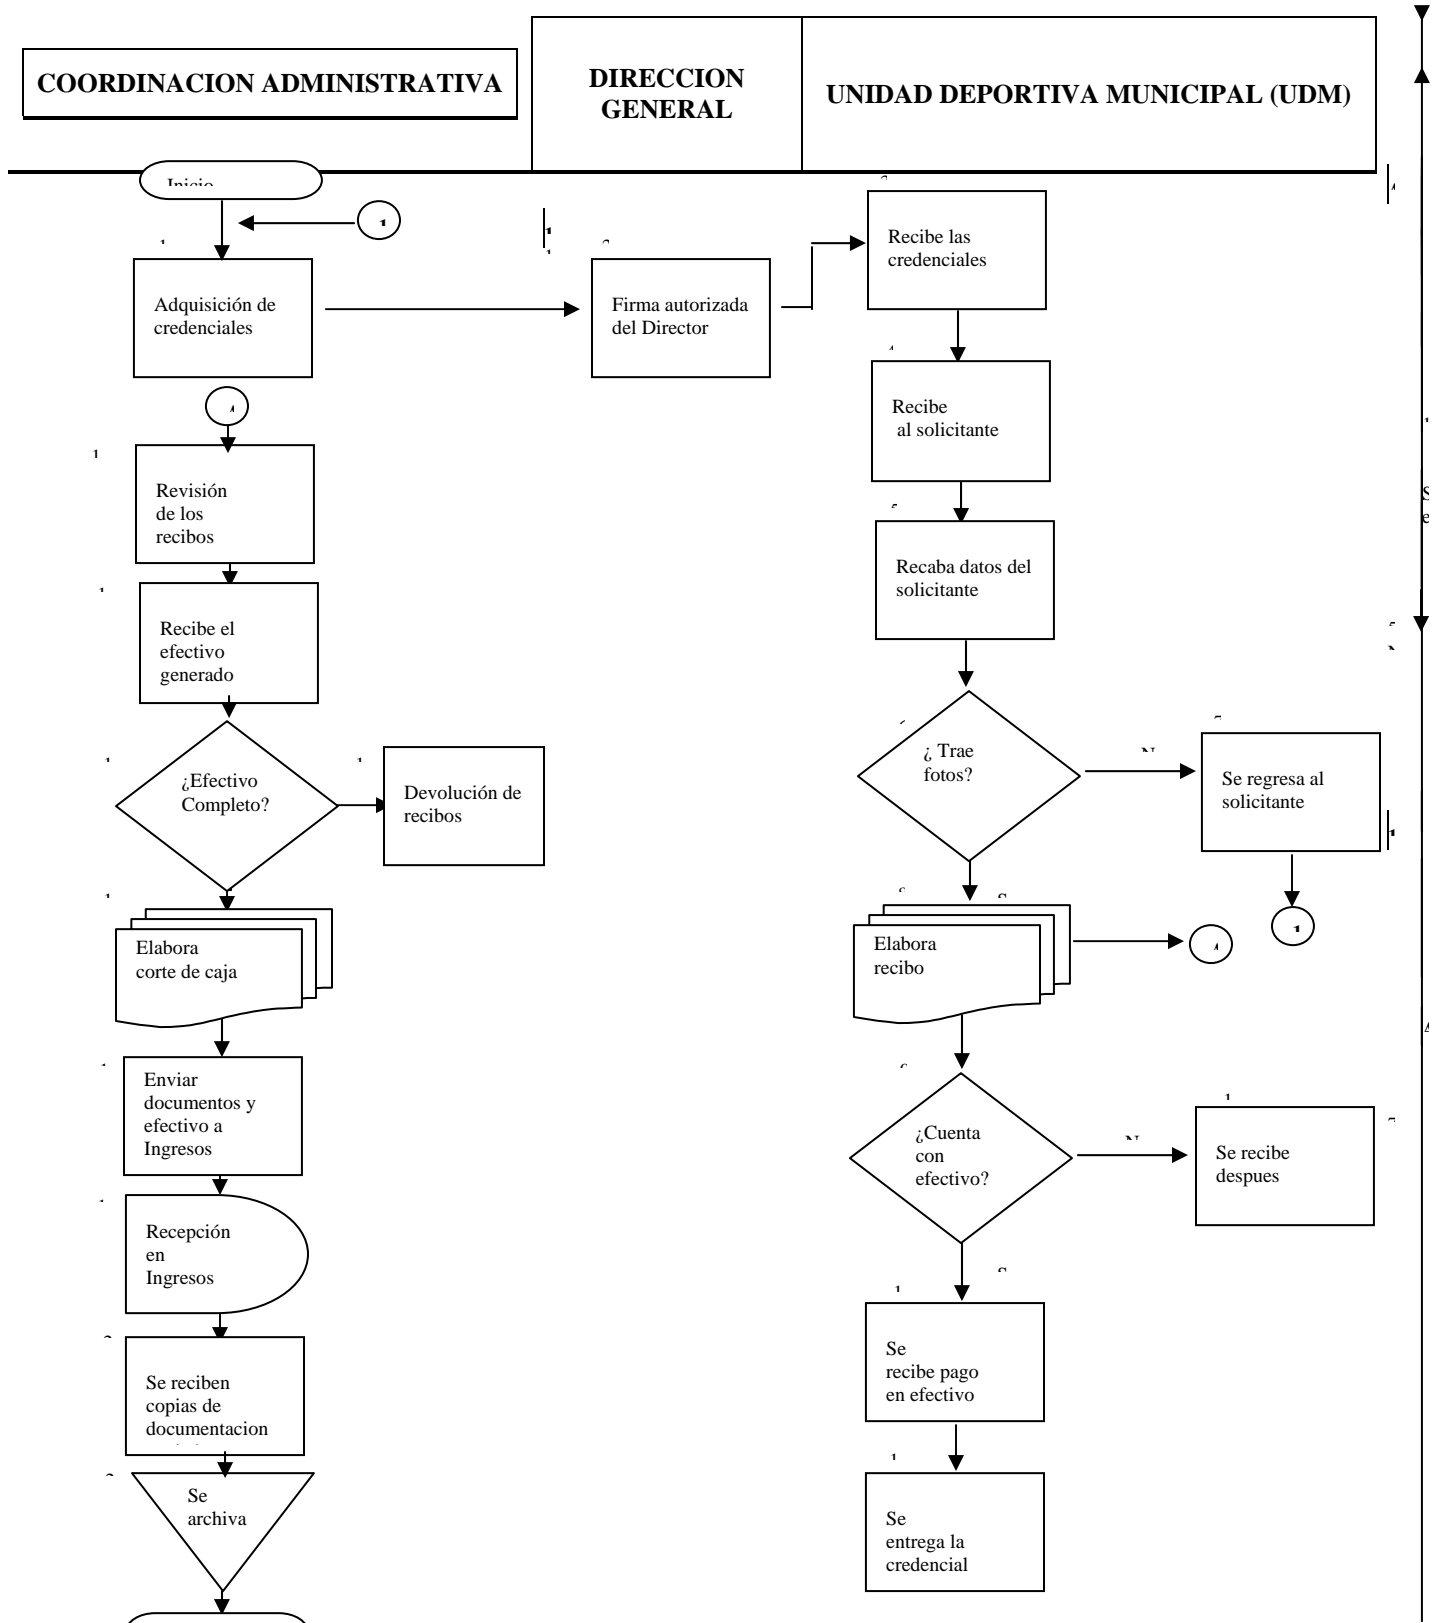 COORDINACION ADMINISTRATIVA
DIRECCION
GENERAL
UNIDAD DEPORTIVA MUNICIPAL (UDM)
Inicio
Adquisición de
credenciales
Firma autorizada
del Director
Recibe las
credenciales
Recibe
al solicitante
Recaba datos del
solicitante
¿ Trae
fotos?
Se regresa al
solicitante
Elabora
recibo
¿Cuenta
con
efectivo?
Se recibe
despues
Se
recibe pago
en efectivo
Se
entrega la
credencial
Revisión
de los
recibos
Recibe el
efectivo
generado
¿Efectivo
Completo?
Devolución de
recibos
Elabora
corte de caja
Enviar
documentos y
efectivo a
Ingresos
Recepción
en
Ingresos
Se reciben
copias de
documentacion
Se
archiva